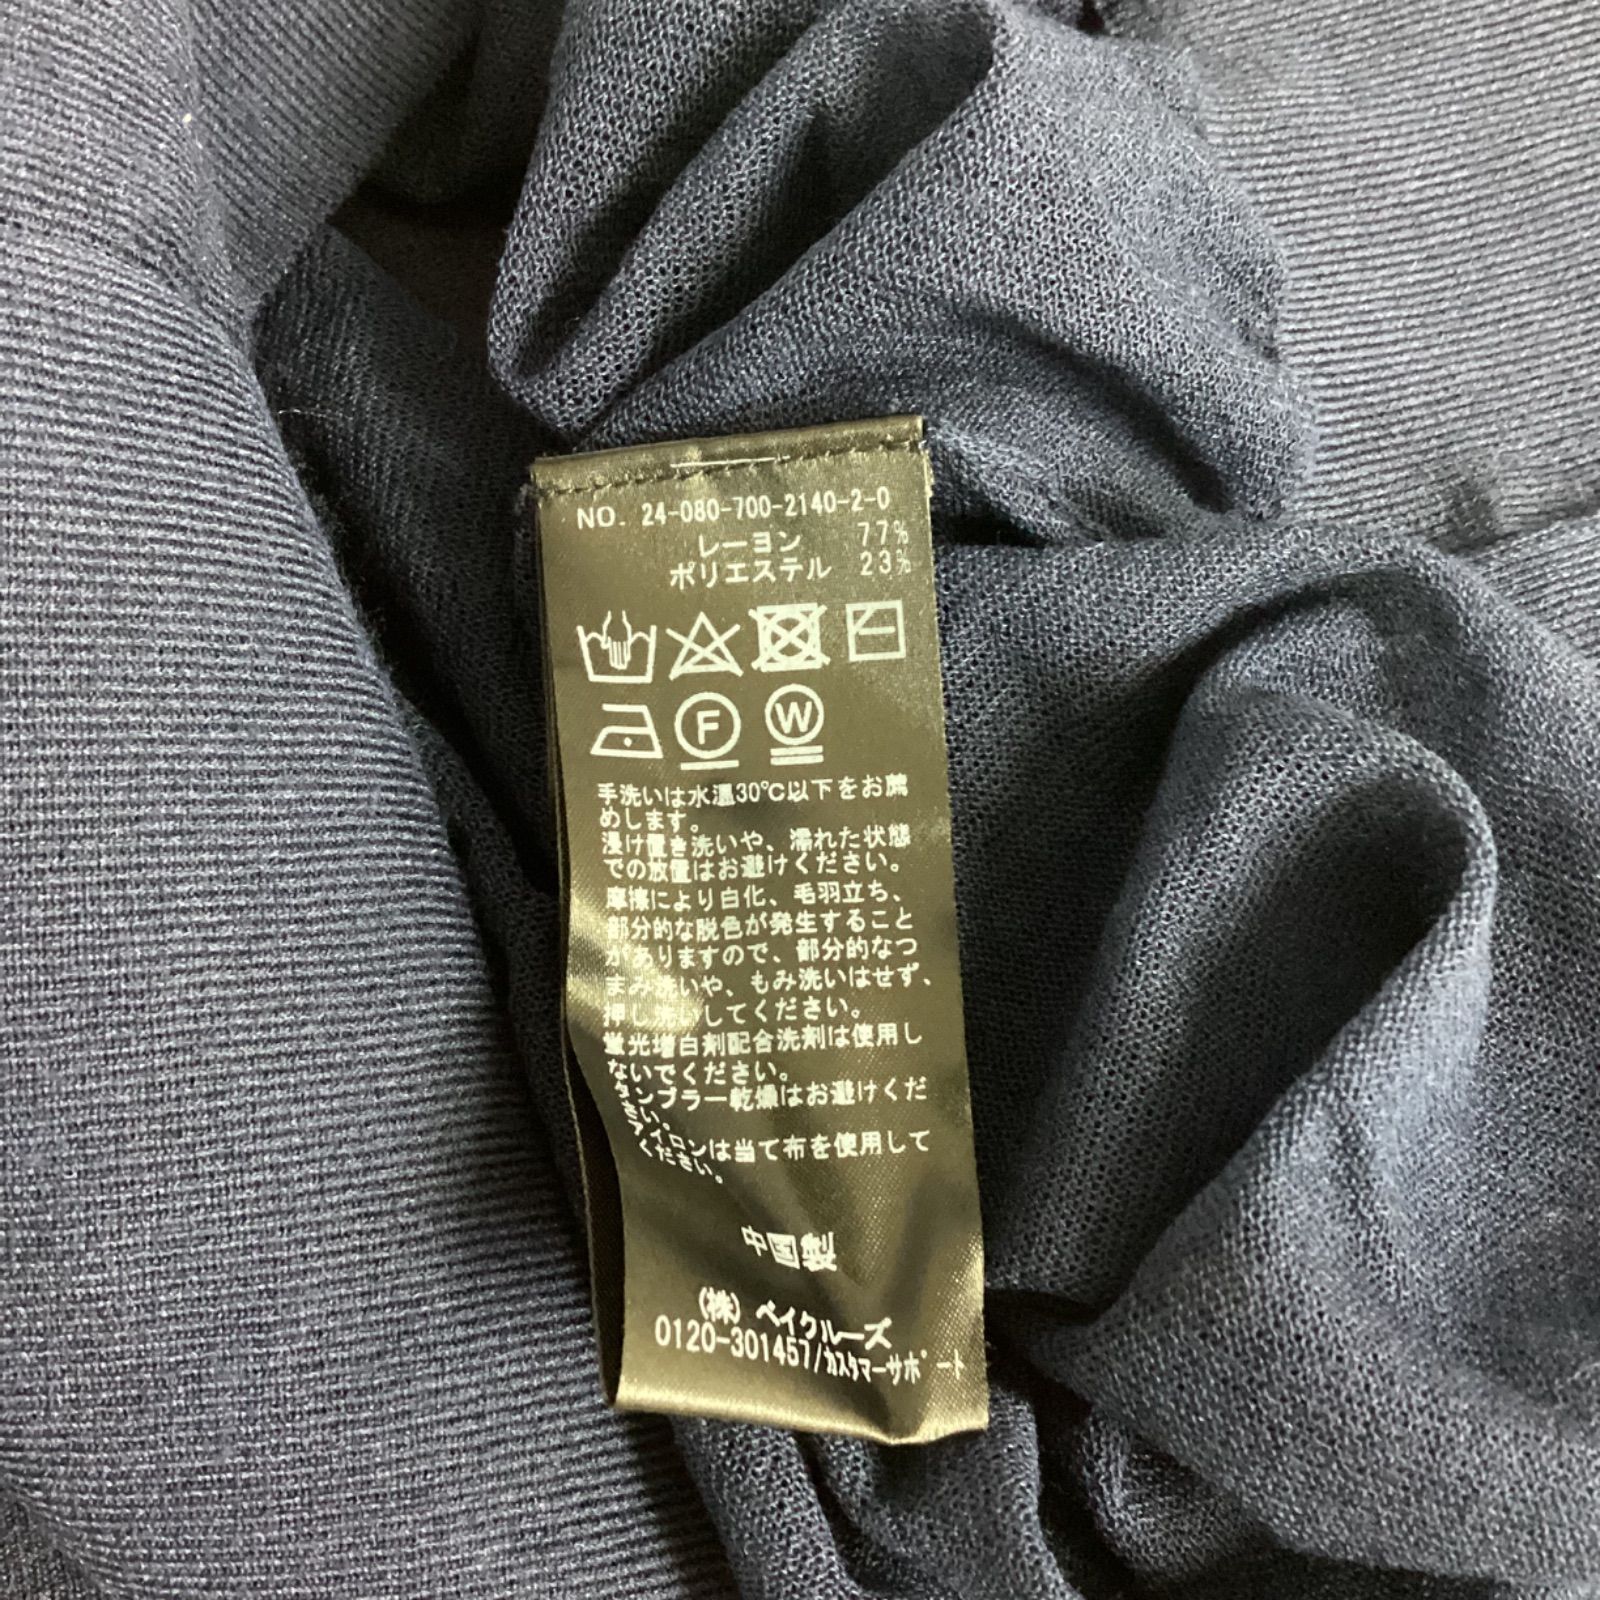 NO. 24-080-700-2140-2-0
レーヨン 77%
ポリエステル 23%
F W
手洗いは水温30℃以下をお薦
めします。
浸け置き洗いや、濡れた状態
での放置はお避けください。
摩擦により白化、毛羽立ち、
部分的な脱色が発生すること
がありますので、部分的なつ
まみ洗いや、もみ洗いはせず、
押し洗いしてください。
蛍光増白剤配合洗剤は使用し
ないでください。
タンブラー乾燥はお避けくだ
さい。
アイロンは当て布を使用して
ください。
中国製
(株) ベイクルーズ
0120-301457/カスタマーサポート